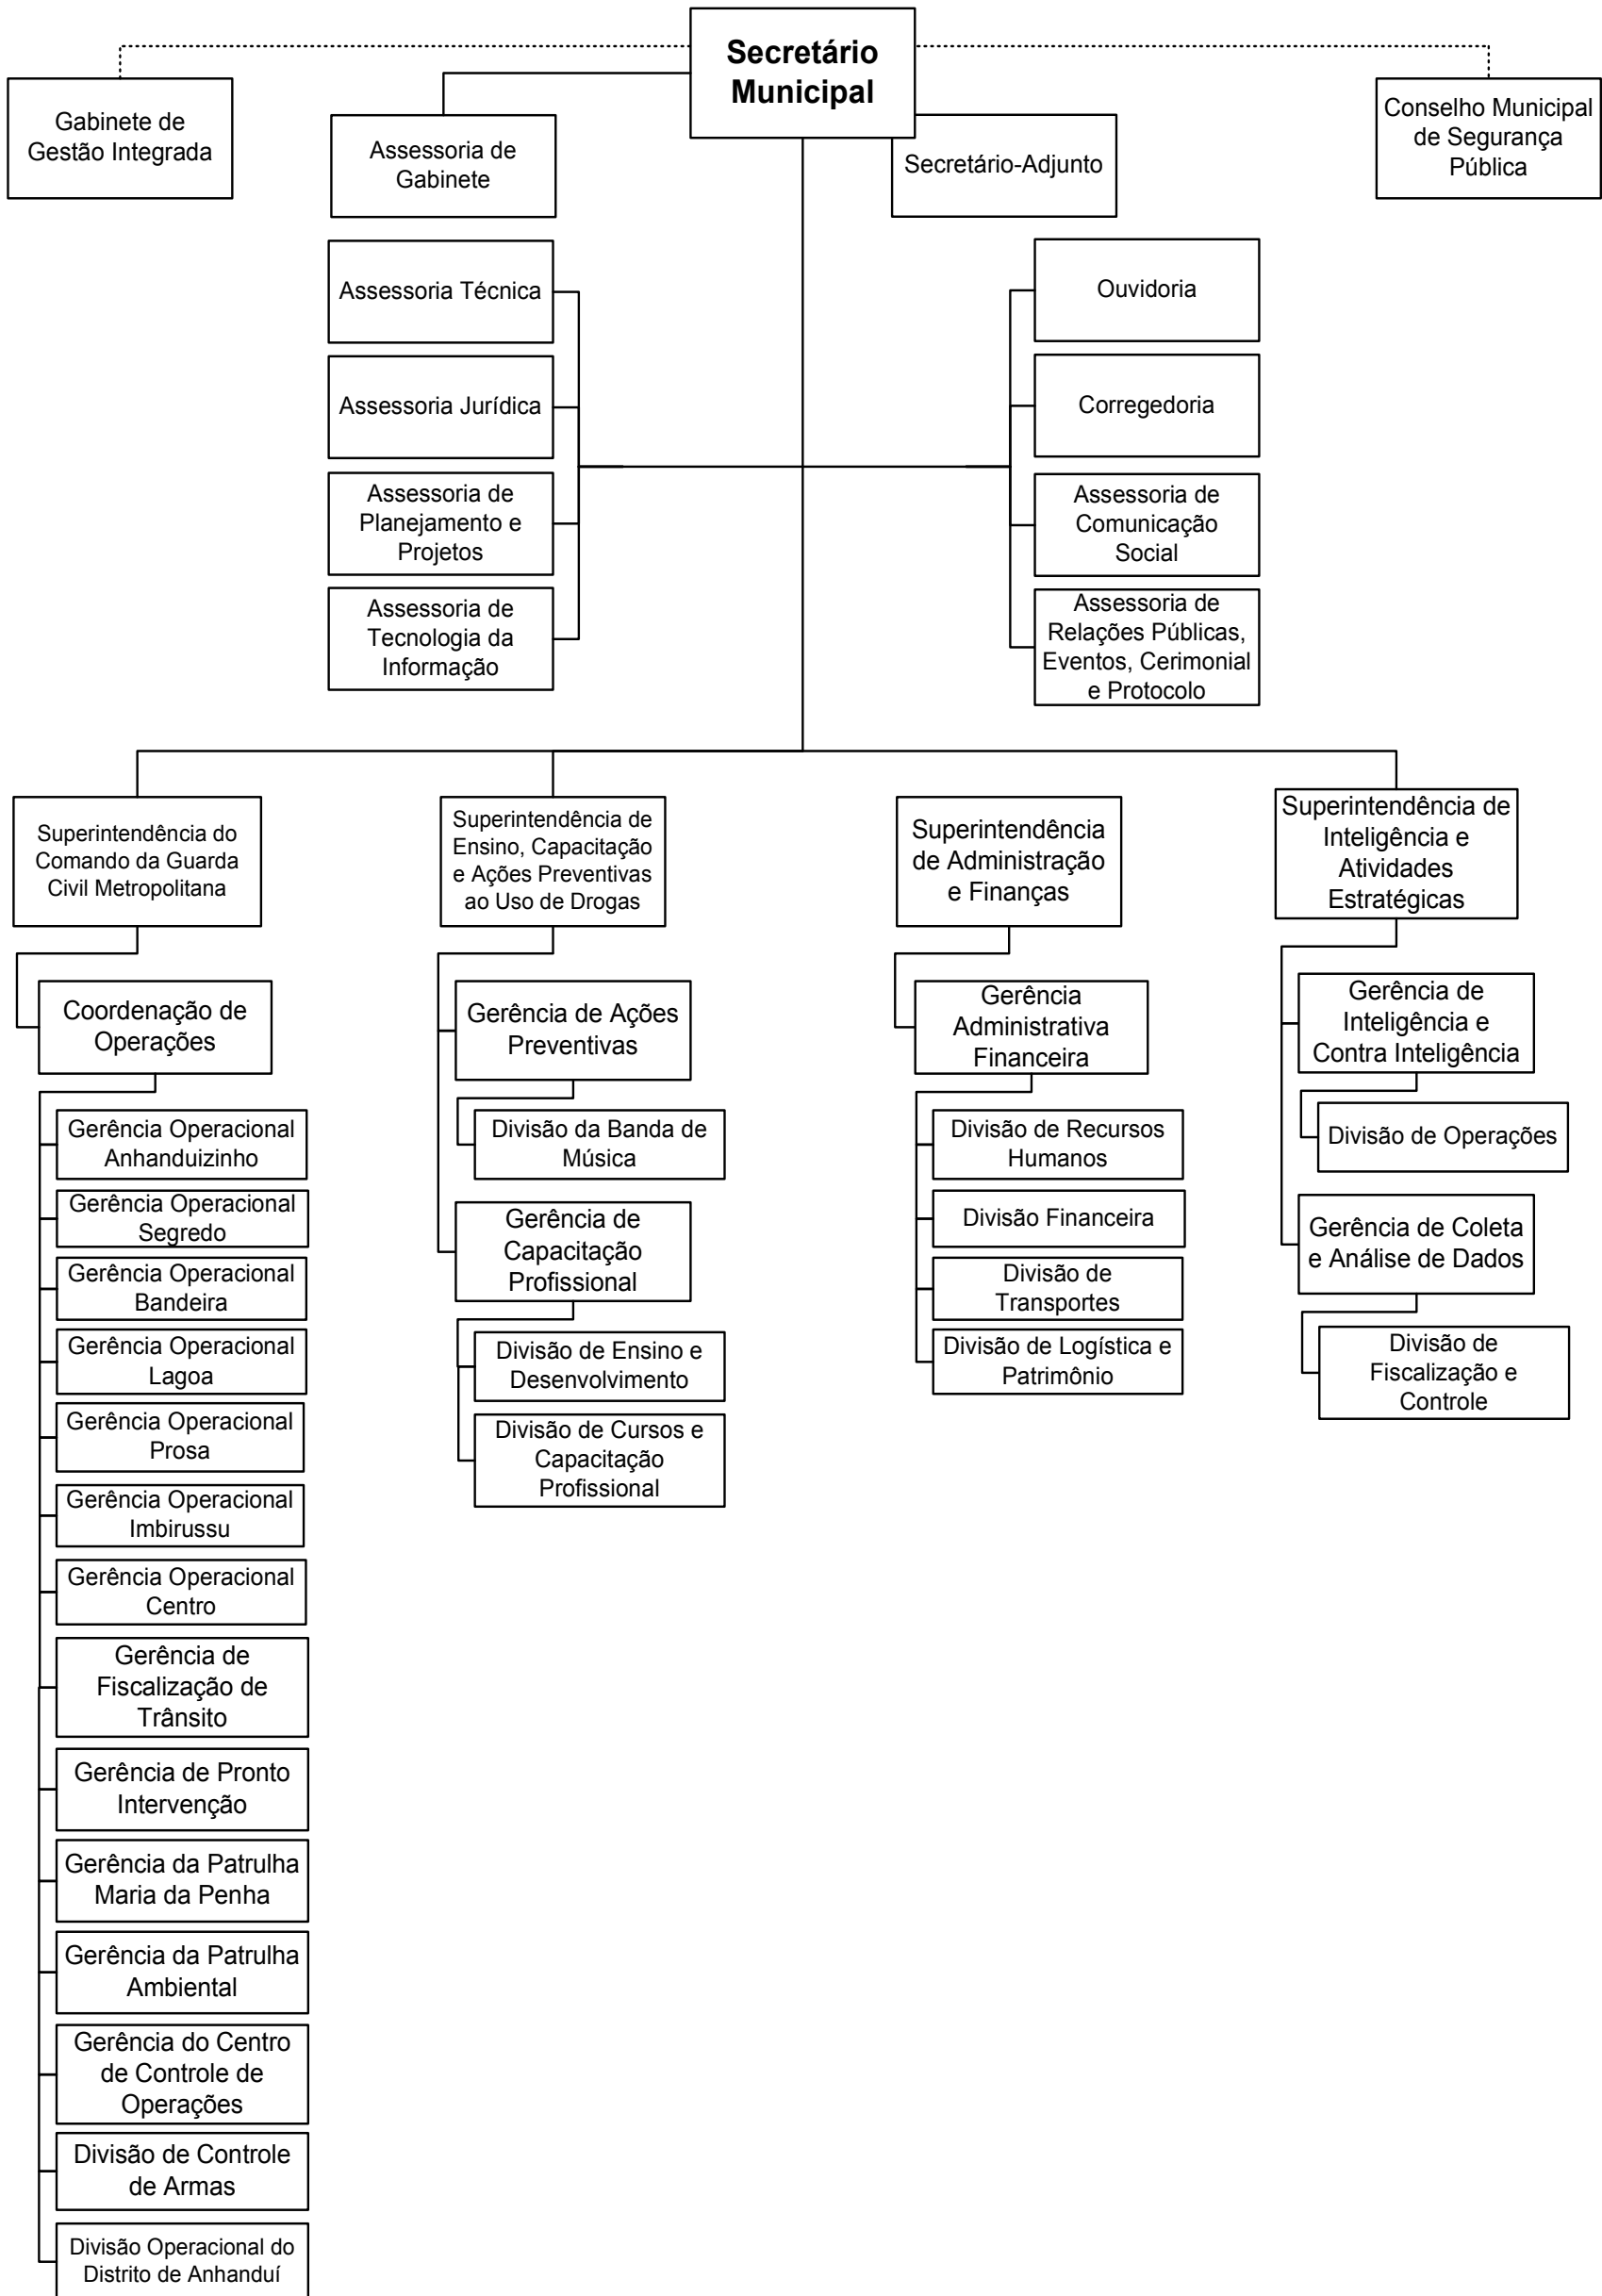 Secretário
Municipal
Gabinete de
Gestão Integrada
Assessoria de
Gabinete
Secretário-Adjunto
Conselho Municipal
de Segurança
Pública
Assessoria Técnica
Assessoria Jurídica
Assessoria de
Planejamento e
Projetos
Assessoria de
Tecnologia da
Informação
Ouvidoria
Corregedoria
Assessoria de
Comunicação
Social
Assessoria de
Relações Públicas,
Eventos, Cerimonial
e Protocolo
Superintendência do
Comando da Guarda
Civil Metropolitana
Coordenação de
Operações
Gerência Operacional
Anhanduizinho
Gerência Operacional
Segredo
Gerência Operacional
Bandeira
Gerência Operacional
Lagoa
Gerência Operacional
Prosa
Gerência Operacional
Imbirussu
Gerência Operacional
Centro
Gerência de
Fiscalização de
Trânsito
Gerência de Pronto
Intervenção
Gerência da Patrulha
Maria da Penha
Gerência da Patrulha
Ambiental
Gerência do Centro
de Controle de
Operações
Divisão de Controle
de Armas
Divisão Operacional do
Distrito de Anhanduí
Superintendência de
Ensino, Capacitação
e Ações Preventivas
ao Uso de Drogas
Gerência de Ações
Preventivas
Divisão da Banda de
Música
Gerência de
Capacitação
Profissional
Divisão de Ensino e
Desenvolvimento
Divisão de Cursos e
Capacitação
Profissional
Superintendência
de Administração
e Finanças
Gerência
Administrativa
Financeira
Divisão de Recursos
Humanos
Divisão Financeira
Divisão de
Transportes
Divisão de Logística e
Patrimônio
Superintendência de
Inteligência e
Atividades
Estratégicas
Gerência de
Inteligência e
Contra Inteligência
Divisão de Operações
Gerência de Coleta
e Análise de Dados
Divisão de
Fiscalização e
Controle